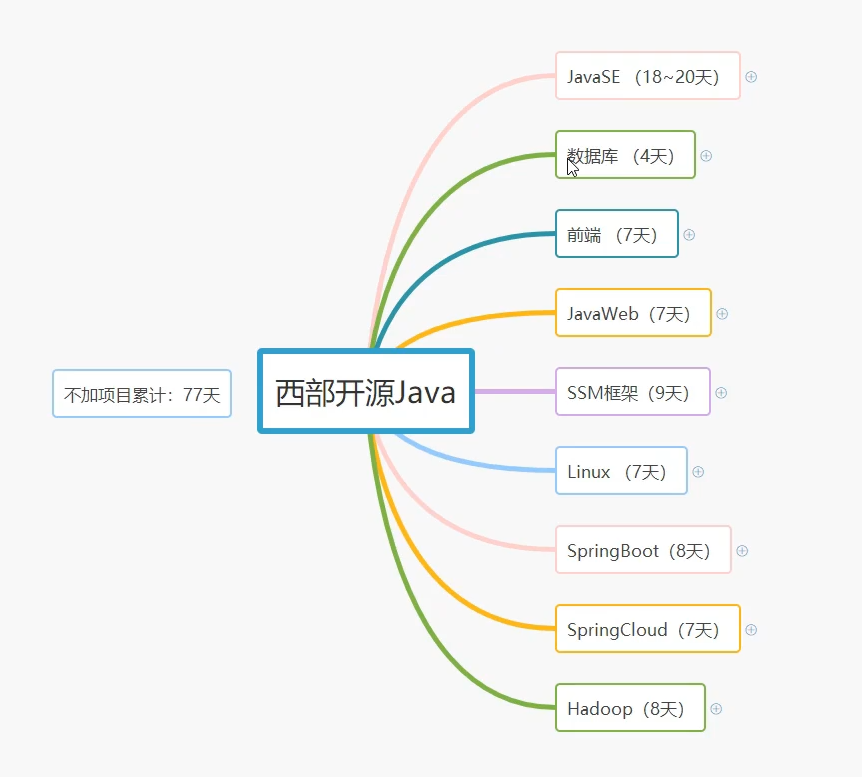 JavaSE （18~20天）
数据库 （4天）
前端 （7天）
JavaWeb（7天）
不加项目累计：77天
西部开源Java
SSM框架（9天）
Linux （7天）
SpringBoot（8天）
SpringCloud（7天）
Hadoop（8天）